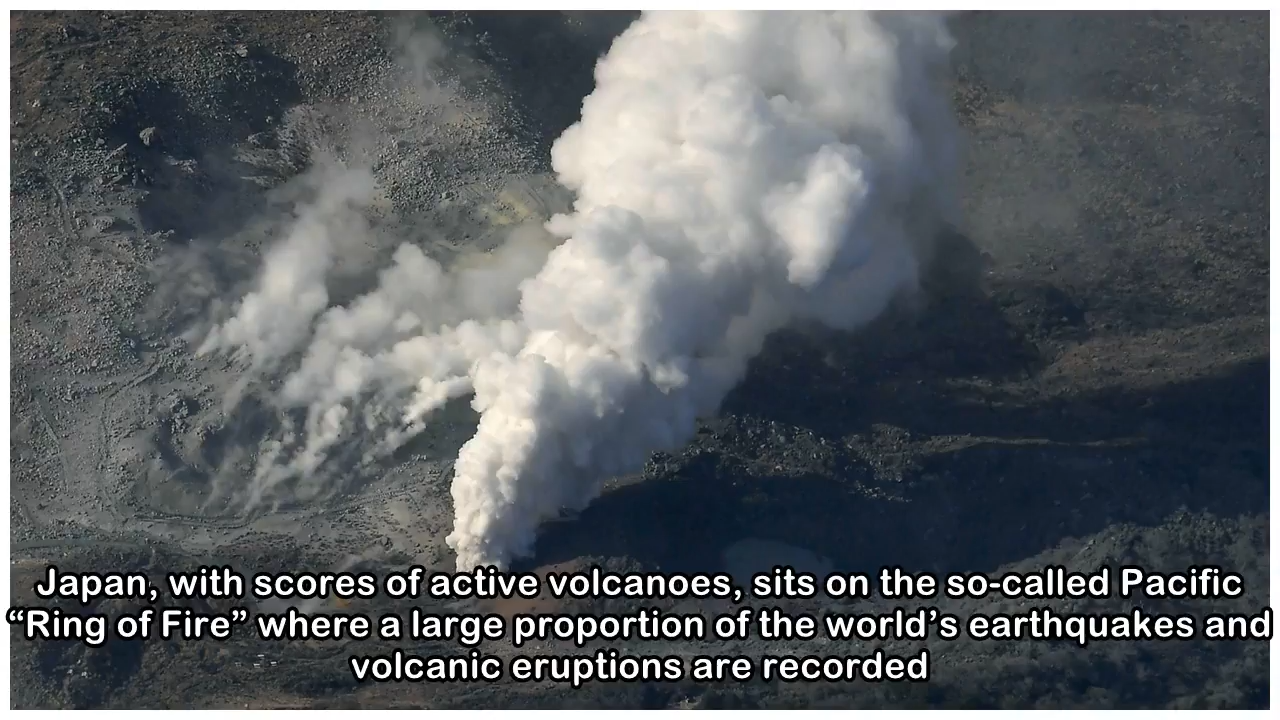 Japan, with scores of active volcanoes, sits on the so-called Pacific
“Ring of Fire” where a large proportion of the world’s earthquakes and
volcanic eruptions are recorded